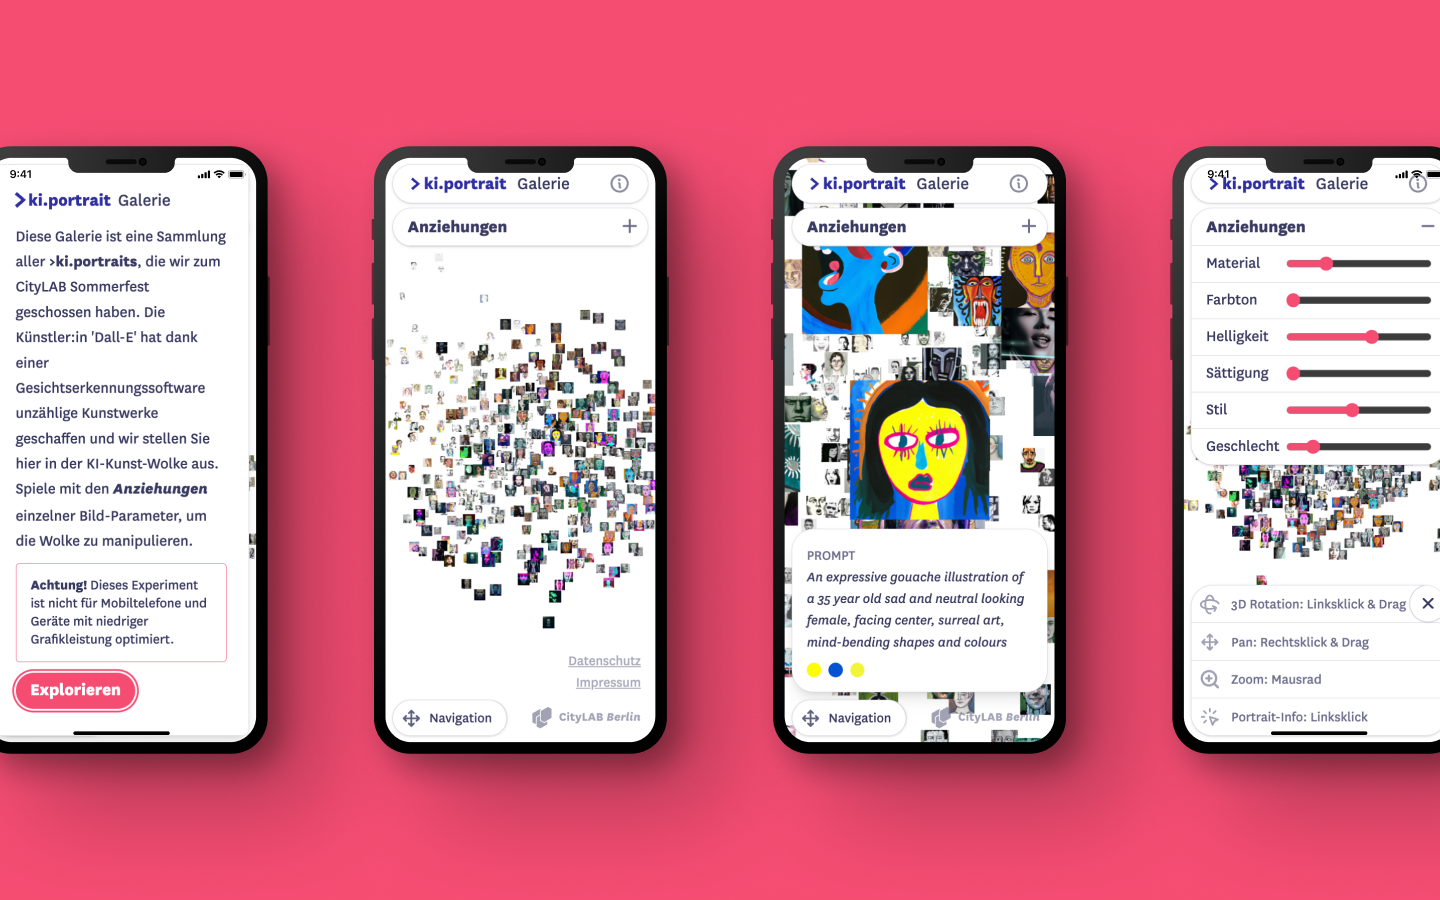 9:41
>ki.portrait Galerie
Diese Galerie ist eine Sammlung
aller >ki.portraits, die wir zum
CityLAB Sommerfest
geschossen haben. Die
Künstler:in 'Dall-E' hat dank
einer
Gesichtserkennungssoftware
unzählige Kunstwerke
geschaffen und wir stellen Sie
hier in der KI-Kunst-Wolke aus.
Spiele mit den Anziehungen
einzelner Bild-Parameter, um
die Wolke zu manipulieren.
Achtung! Dieses Experiment
ist nicht für Mobiltelefone und
Geräte mit niedriger
Grafikleistung optimiert.
Explorieren
>ki.portrait Galerie
Anziehungen
Datenschutz
Impressum
Navigation
CityLAB Berlin
>ki.portrait Galerie
Anziehungen
PROMPT
An expressive gouache illustration of
a 35 year old sad and neutral looking
female, facing center, surreal art,
mind-bending shapes and colours
Navigation
CityLAB Berlin
9:41
>ki.portrait Galerie
Anziehungen
Material
Farbton
Helligkeit
Sättigung
Stil
Geschlecht
3D Rotation: Linksklick & Drag
Pan: Rechtsklick & Drag
Zoom: Mausrad
Portrait-Info: Linksklick